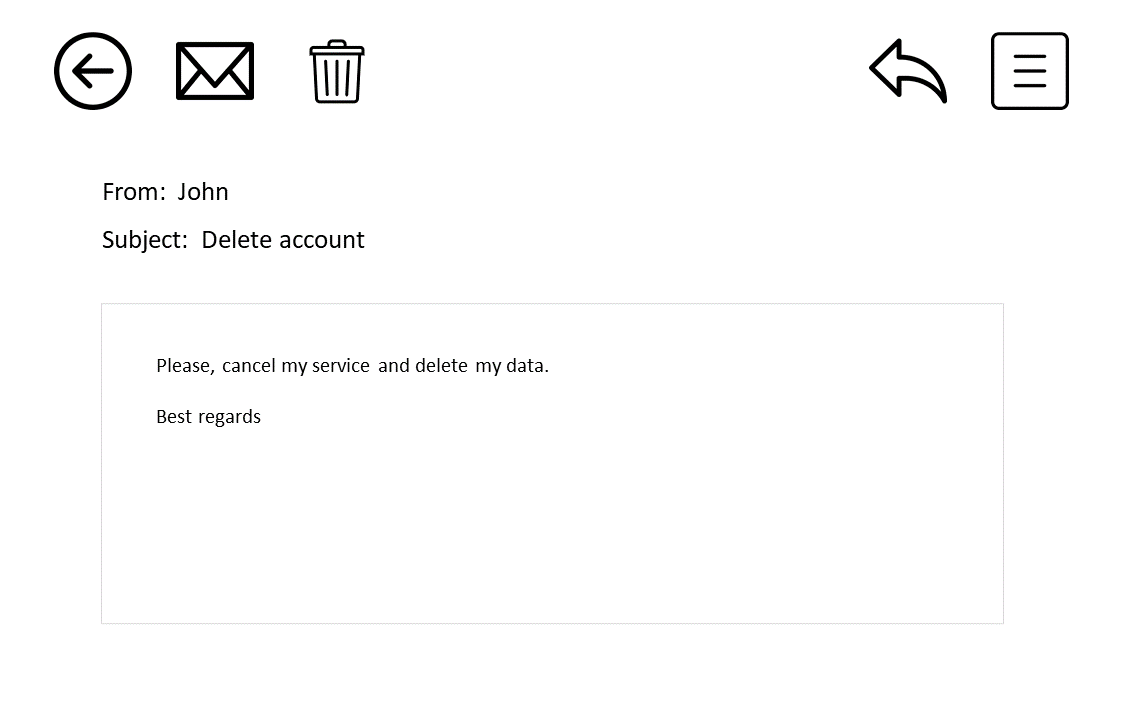 From: John
Subject: Delete account
Please, cancel my service and delete my data.
Best regards